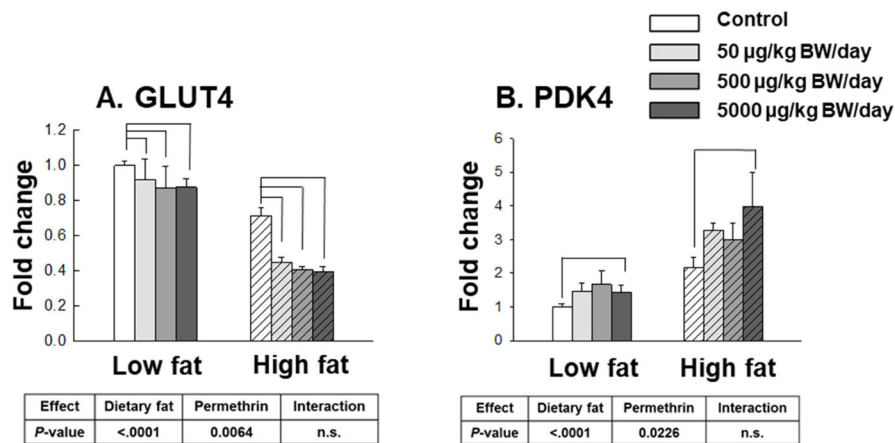 Control
50 µg/kg BW/day
500 µg/kg BW/day
5000 µg/kg BW/day
A. GLUT4
Fold change
1.2
1.0
0.8
0.6
0.4
0.2
0.0
Low fat High fat
Effect Dietary fat Permethrin Interaction
P-value <.0001 0.0064 n.s.
B. PDK4
Fold change
6
5
4
3
2
1
0
Low fat High fat
Effect Dietary fat Permethrin Interaction
P-value <.0001 0.0226 n.s.